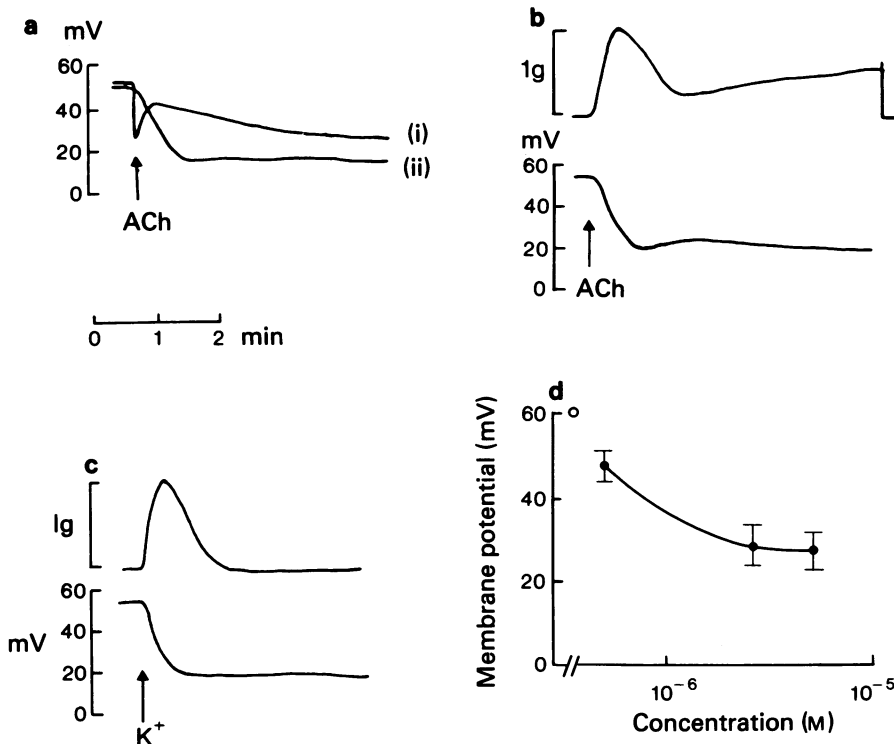 a mV
60
40
20
0
(i)
(ii)
ACh
0 1 2 min
b
1g
mV
60
40
20
0
ACh
c
Ig
mV
60
40
20
0
K+
d
Membrane potential (mV)
60
40
20
0
10-6 10-5
Concentration (M)